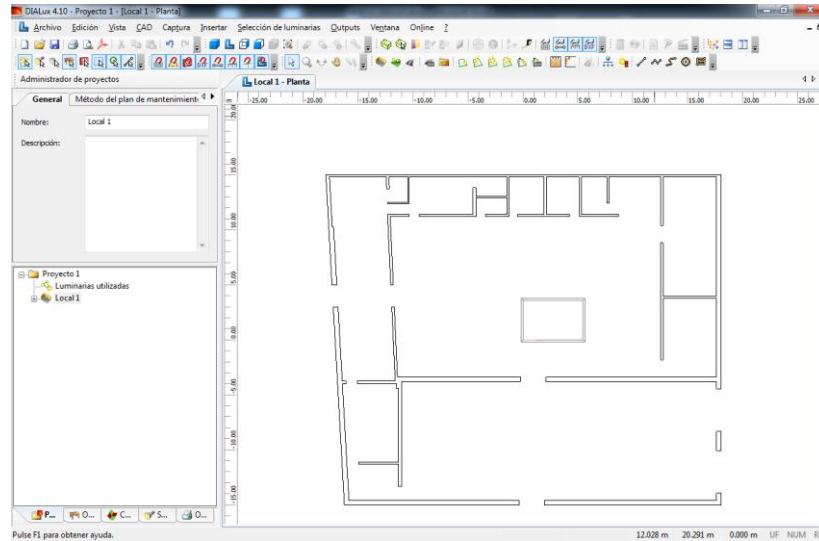 DIALux 4.10 - Proyecto 1 - [Local 1 - Planta]
Archivo Edición Vista CAD Captura Insertar Selección de luminarias Outputs Ventana Online ?
Administrador de proyectos
Local 1 - Planta
General Método del plan de mantenimient
Nombre: Local 1
Descripción:
-25.00 -20.00 -15.00 -10.00 -5.00 0.00 5.00 10.00 15.00 20.00 25.00
20.0
15.00
10.00
5.00
0.00
-5.00
-10.00
-15.00
Proyecto 1
Luminarias utilizadas
Local 1
P... O... C... S... O...
Pulse F1 para obtener ayuda.
12.028 m 20.291 m 0.000 m UF NUM R